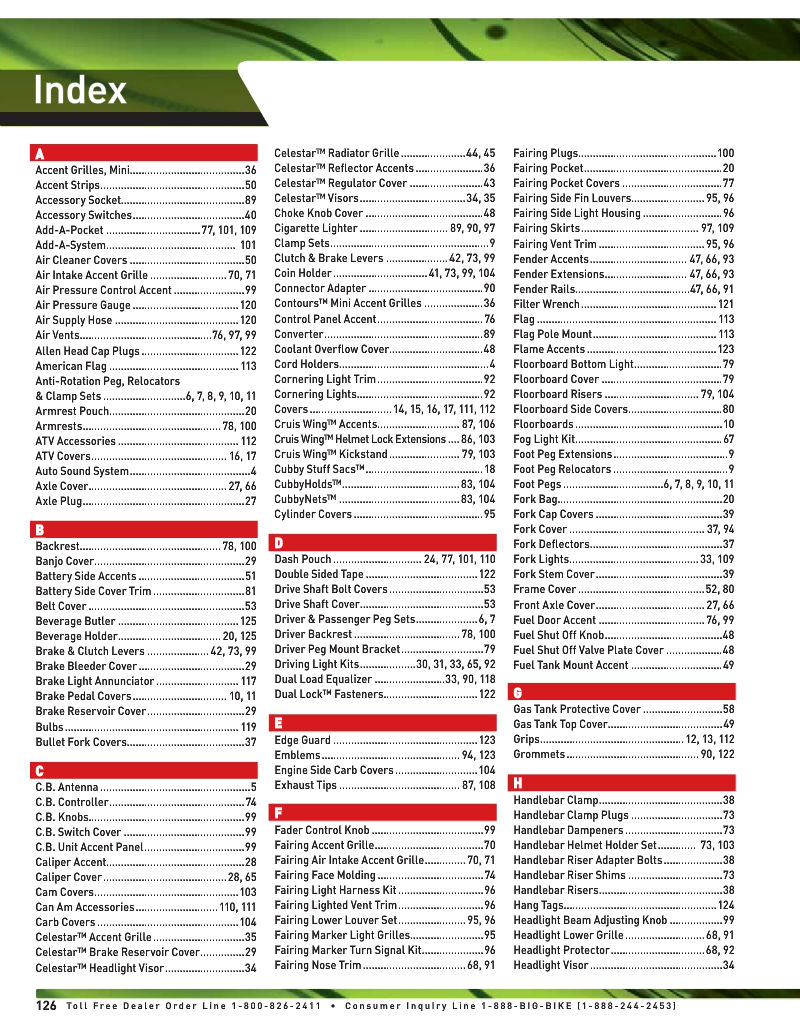 Index
A
Accent Grilles, Mini.......................................36
Accent Strips.................................................50
Accessory Socket..........................................89
Accessory Switches......................................40
Add-A-Pocket ................................77, 101, 109
Add-A-System............................................ 101
Air Cleaner Covers .......................................50
Air Intake Accent Grille ..........................70, 71
Air Pressure Control Accent ........................99
Air Pressure Gauge .................................... 120
Air Supply Hose .......................................... 120
Air Vents.............................................76, 97, 99
Allen Head Cap Plugs ................................. 122
American Flag ............................................ 113
Anti-Rotation Peg, Relocators
& Clamp Sets ............................6, 7, 8, 9, 10, 11
Armrest Pouch..............................................20
Armrests............................................... 78, 100
ATV Accessories ......................................... 112
ATV Covers.............................................. 16, 17
Auto Sound System.........................................4
Axle Cover............................................... 27, 66
Axle Plug.......................................................27
B
Backrest................................................ 78, 100
Banjo Cover...................................................29
Battery Side Accents ....................................51
Battery Side Cover Trim ...............................81
Belt Cover .....................................................53
Beverage Butler ......................................... 125
Beverage Holder................................... 20, 125
Brake & Clutch Levers ..................... 42, 73, 99
Brake Bleeder Cover ....................................29
Brake Light Annunciator ............................ 117
Brake Pedal Covers................................ 10, 11
Brake Reservoir Cover.................................29
Bulbs........................................................... 119
Bullet Fork Covers........................................37
C
C.B. Antenna ...................................................5
C.B. Controller..............................................74
C.B. Knobs.....................................................99
C.B. Switch Cover .........................................99
C.B. Unit Accent Panel..................................99
Caliper Accent...............................................28
Caliper Cover.......................................... 28, 65
Cam Covers.................................................103
Can Am Accessories............................ 110, 111
Carb Covers ................................................ 104
Celestar™ Accent Grille ...............................35
Celestar™ Brake Reservoir Cover...............29
Celestar™ Headlight Visor...........................34
Celestar™ Radiator Grille ......................44, 45
Celestar™ Reflector Accents .......................36
Celestar™ Regulator Cover .........................43
Celestar™ Visors....................................34, 35
Choke Knob Cover ........................................48
Cigarette Lighter .............................. 89, 90, 97
Clamp Sets......................................................9
Clutch & Brake Levers ..................... 42, 73, 99
Coin Holder ................................41, 73, 99, 104
Connector Adapter .......................................90
Contours™ Mini Accent Grilles ....................36
Control Panel Accent.................................... 76
Converter......................................................89
Coolant Overflow Cover................................48
Cord Holders...................................................4
Cornering Light Trim....................................92
Cornering Lights...........................................92
Covers ............................ 14, 15, 16, 17, 111, 112
Cruis Wing™ Accents............................ 87, 106
Cruis Wing™ Helmet Lock Extensions .... 86, 103
Cruis Wing™ Kickstand ........................ 79, 103
Cubby Stuff Sacs™........................................ 18
CubbyHolds™........................................83, 104
CubbyNets™ .........................................83, 104
Cylinder Covers ............................................95
D
Dash Pouch .............................. 24, 77, 101, 110
Double Sided Tape ...................................... 122
Drive Shaft Bolt Covers ................................53
Drive Shaft Cover..........................................53
Driver & Passenger Peg Sets.....................6, 7
Driver Backrest .................................... 78, 100
Driver Peg Mount Bracket............................79
Driving Light Kits...................30, 31, 33, 65, 92
Dual Load Equalizer ........................33, 90, 118
Dual Lock™ Fasteners................................ 122
E
Edge Guard ................................................. 123
Emblems............................................... 94, 123
Engine Side Carb Covers ............................ 104
Exhaust Tips ......................................... 87, 108
F
Fader Control Knob ......................................99
Fairing Accent Grille.....................................70
Fairing Air Intake Accent Grille.............. 70, 71
Fairing Face Molding ....................................74
Fairing Light Harness Kit .............................96
Fairing Lighted Vent Trim.............................96
Fairing Lower Louver Set....................... 95, 96
Fairing Marker Light Grilles.........................95
Fairing Marker Turn Signal Kit.....................96
Fairing Nose Trim................................... 68, 91
Fairing Plugs...............................................100
Fairing Pocket...............................................20
Fairing Pocket Covers ..................................77
Fairing Side Fin Louvers......................... 95, 96
Fairing Side Light Housing ........................... 96
Fairing Skirts........................................ 97, 109
Fairing Vent Trim .................................... 95, 96
Fender Accents................................. 47, 66, 93
Fender Extensions............................ 47, 66, 93
Fender Rails.......................................47, 66, 91
Filter Wrench .............................................. 121
Flag ............................................................. 113
Flag Pole Mount.......................................... 113
Flame Accents ............................................ 123
Floorboard Bottom Light..............................79
Floorboard Cover .........................................79
Floorboard Risers ................................ 79, 104
Floorboard Side Covers................................80
Floorboards ..................................................10
Fog Light Kit..................................................67
Foot Peg Extensions.......................................9
Foot Peg Relocators .......................................9
Foot Pegs ..................................6, 7, 8, 9, 10, 11
Fork Bag........................................................20
Fork Cap Covers ...........................................39
Fork Cover .............................................. 37, 94
Fork Deflectors.............................................37
Fork Lights............................................ 33, 109
Fork Stem Cover...........................................39
Frame Cover ...........................................52, 80
Front Axle Cover...................................... 27, 66
Fuel Door Accent .................................... 76, 99
Fuel Shut Off Knob........................................48
Fuel Shut Off Valve Plate Cover ...................48
Fuel Tank Mount Accent ............................... 49
G
Gas Tank Protective Cover ...........................58
Gas Tank Top Cover.......................................49
Grips................................................. 12, 13, 112
Grommets ............................................. 90, 122
H
Handlebar Clamp..........................................38
Handlebar Clamp Plugs ...............................73
Handlebar Dampeners .................................73
Handlebar Helmet Holder Set............. 73, 103
Handlebar Riser Adapter Bolts....................38
Handlebar Riser Shims ................................73
Handlebar Risers..........................................38
Hang Tags....................................................124
Headlight Beam Adjusting Knob ..................99
Headlight Lower Grille ........................... 68, 91
Headlight Protector................................ 68, 92
Headlight Visor .............................................34
126 Toll Free Dealer Order Line 1-800-826-2411 • Consumer Inquiry Line 1-888-BIG-BIKE (1-888-244-2453)